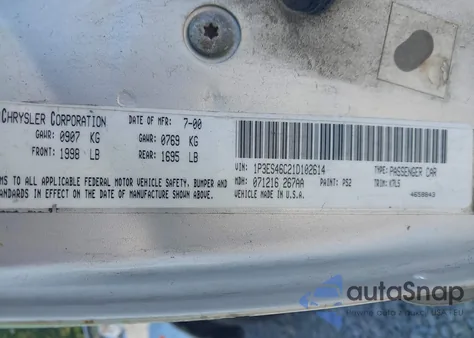 CHRYSLER CORPORATION DATE OF MFR: 7-00
GAWR: 0907 KG GAWR: 0769 KG
FRONT: 1998 LB REAR: 1695 LB
VIN: 1P3ES46C21D102614 TYPE: PASSENGER CAR
MS TO ALL APPLICABLE FEDERAL MOTOR VEHICLE SAFETY, BUMPER AND MDH: 071216 267AA PAINT: PS2 TRIM: K7LS
STANDARDS IN EFFECT ON THE DATE OF MANUFACTURE SHOWN ABOVE. VEHICLE MADE IN U.S.A. 4658643
autoSnap